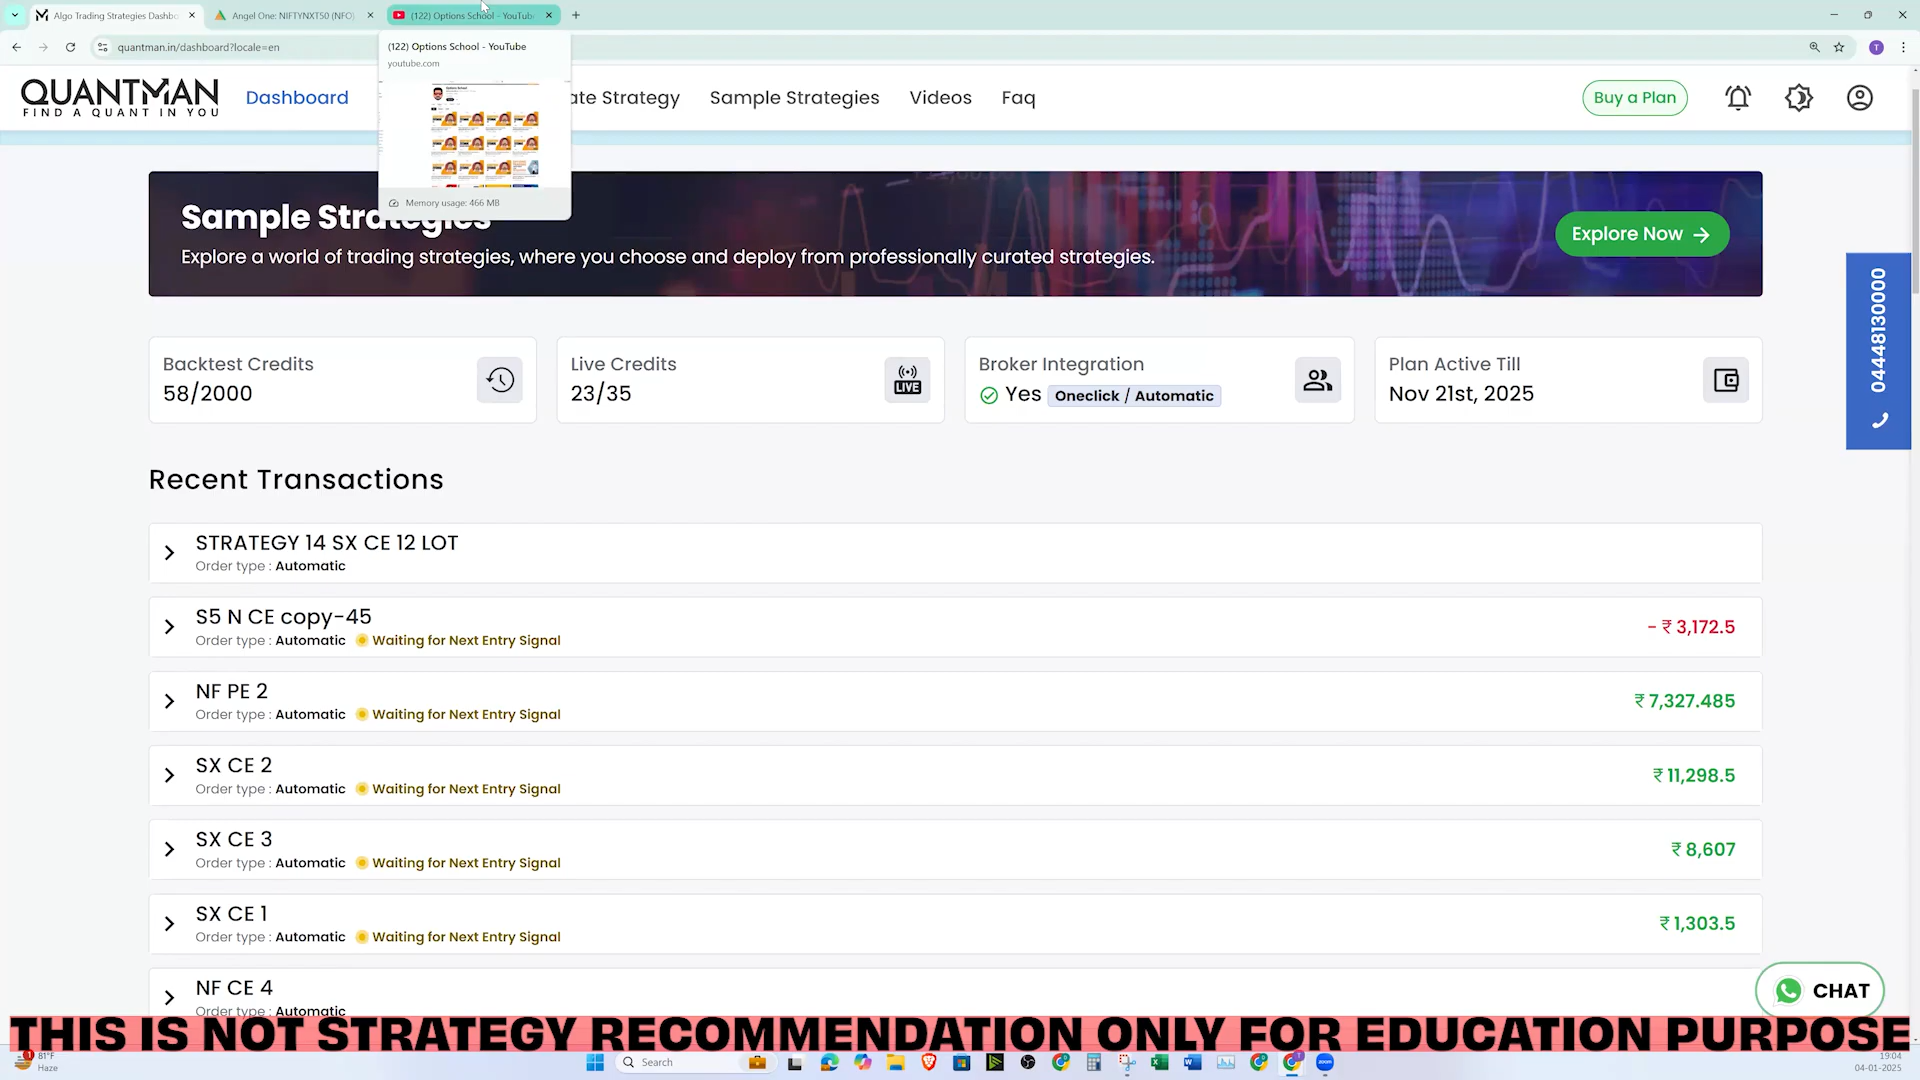 Algo Trading Strategies Dashbo
Angel One: NIFTYNXT50 (NFO)
(122) Options School - YouTub
quantman.in/dashboard?locale=en
T
(122) Options School - YouTube
youtube.com
Memory usage: 466 MB
QUANTMAN
FIND A QUANT IN YOU
Dashboard
ate Strategy
Sample Strategies
Videos
Faq
Buy a Plan
Sample Strategies
Explore a world of trading strategies, where you choose and deploy from professionally curated strategies.
Explore Now →
04448130000
Backtest Credits
58/2000
Live Credits
23/35
LIVE
Broker Integration
Yes Oneclick / Automatic
Plan Active Till
Nov 21st, 2025
Recent Transactions
STRATEGY 14 SX CE 12 LOT
Order type : Automatic
S5 N CE copy-45
Order type : Automatic Waiting for Next Entry Signal
- ₹ 3,172.5
NF PE 2
Order type : Automatic Waiting for Next Entry Signal
₹ 7,327.485
SX CE 2
Order type : Automatic Waiting for Next Entry Signal
₹ 11,298.5
SX CE 3
Order type : Automatic Waiting for Next Entry Signal
₹ 8,607
SX CE 1
Order type : Automatic Waiting for Next Entry Signal
₹ 1,303.5
NF CE 4
Order type : Automatic
CHAT
THIS IS NOT STRATEGY RECOMMENDATION ONLY FOR EDUCATION PURPOSE
1
81°F
Haze
Search
zoom
19:04
04-01-2025